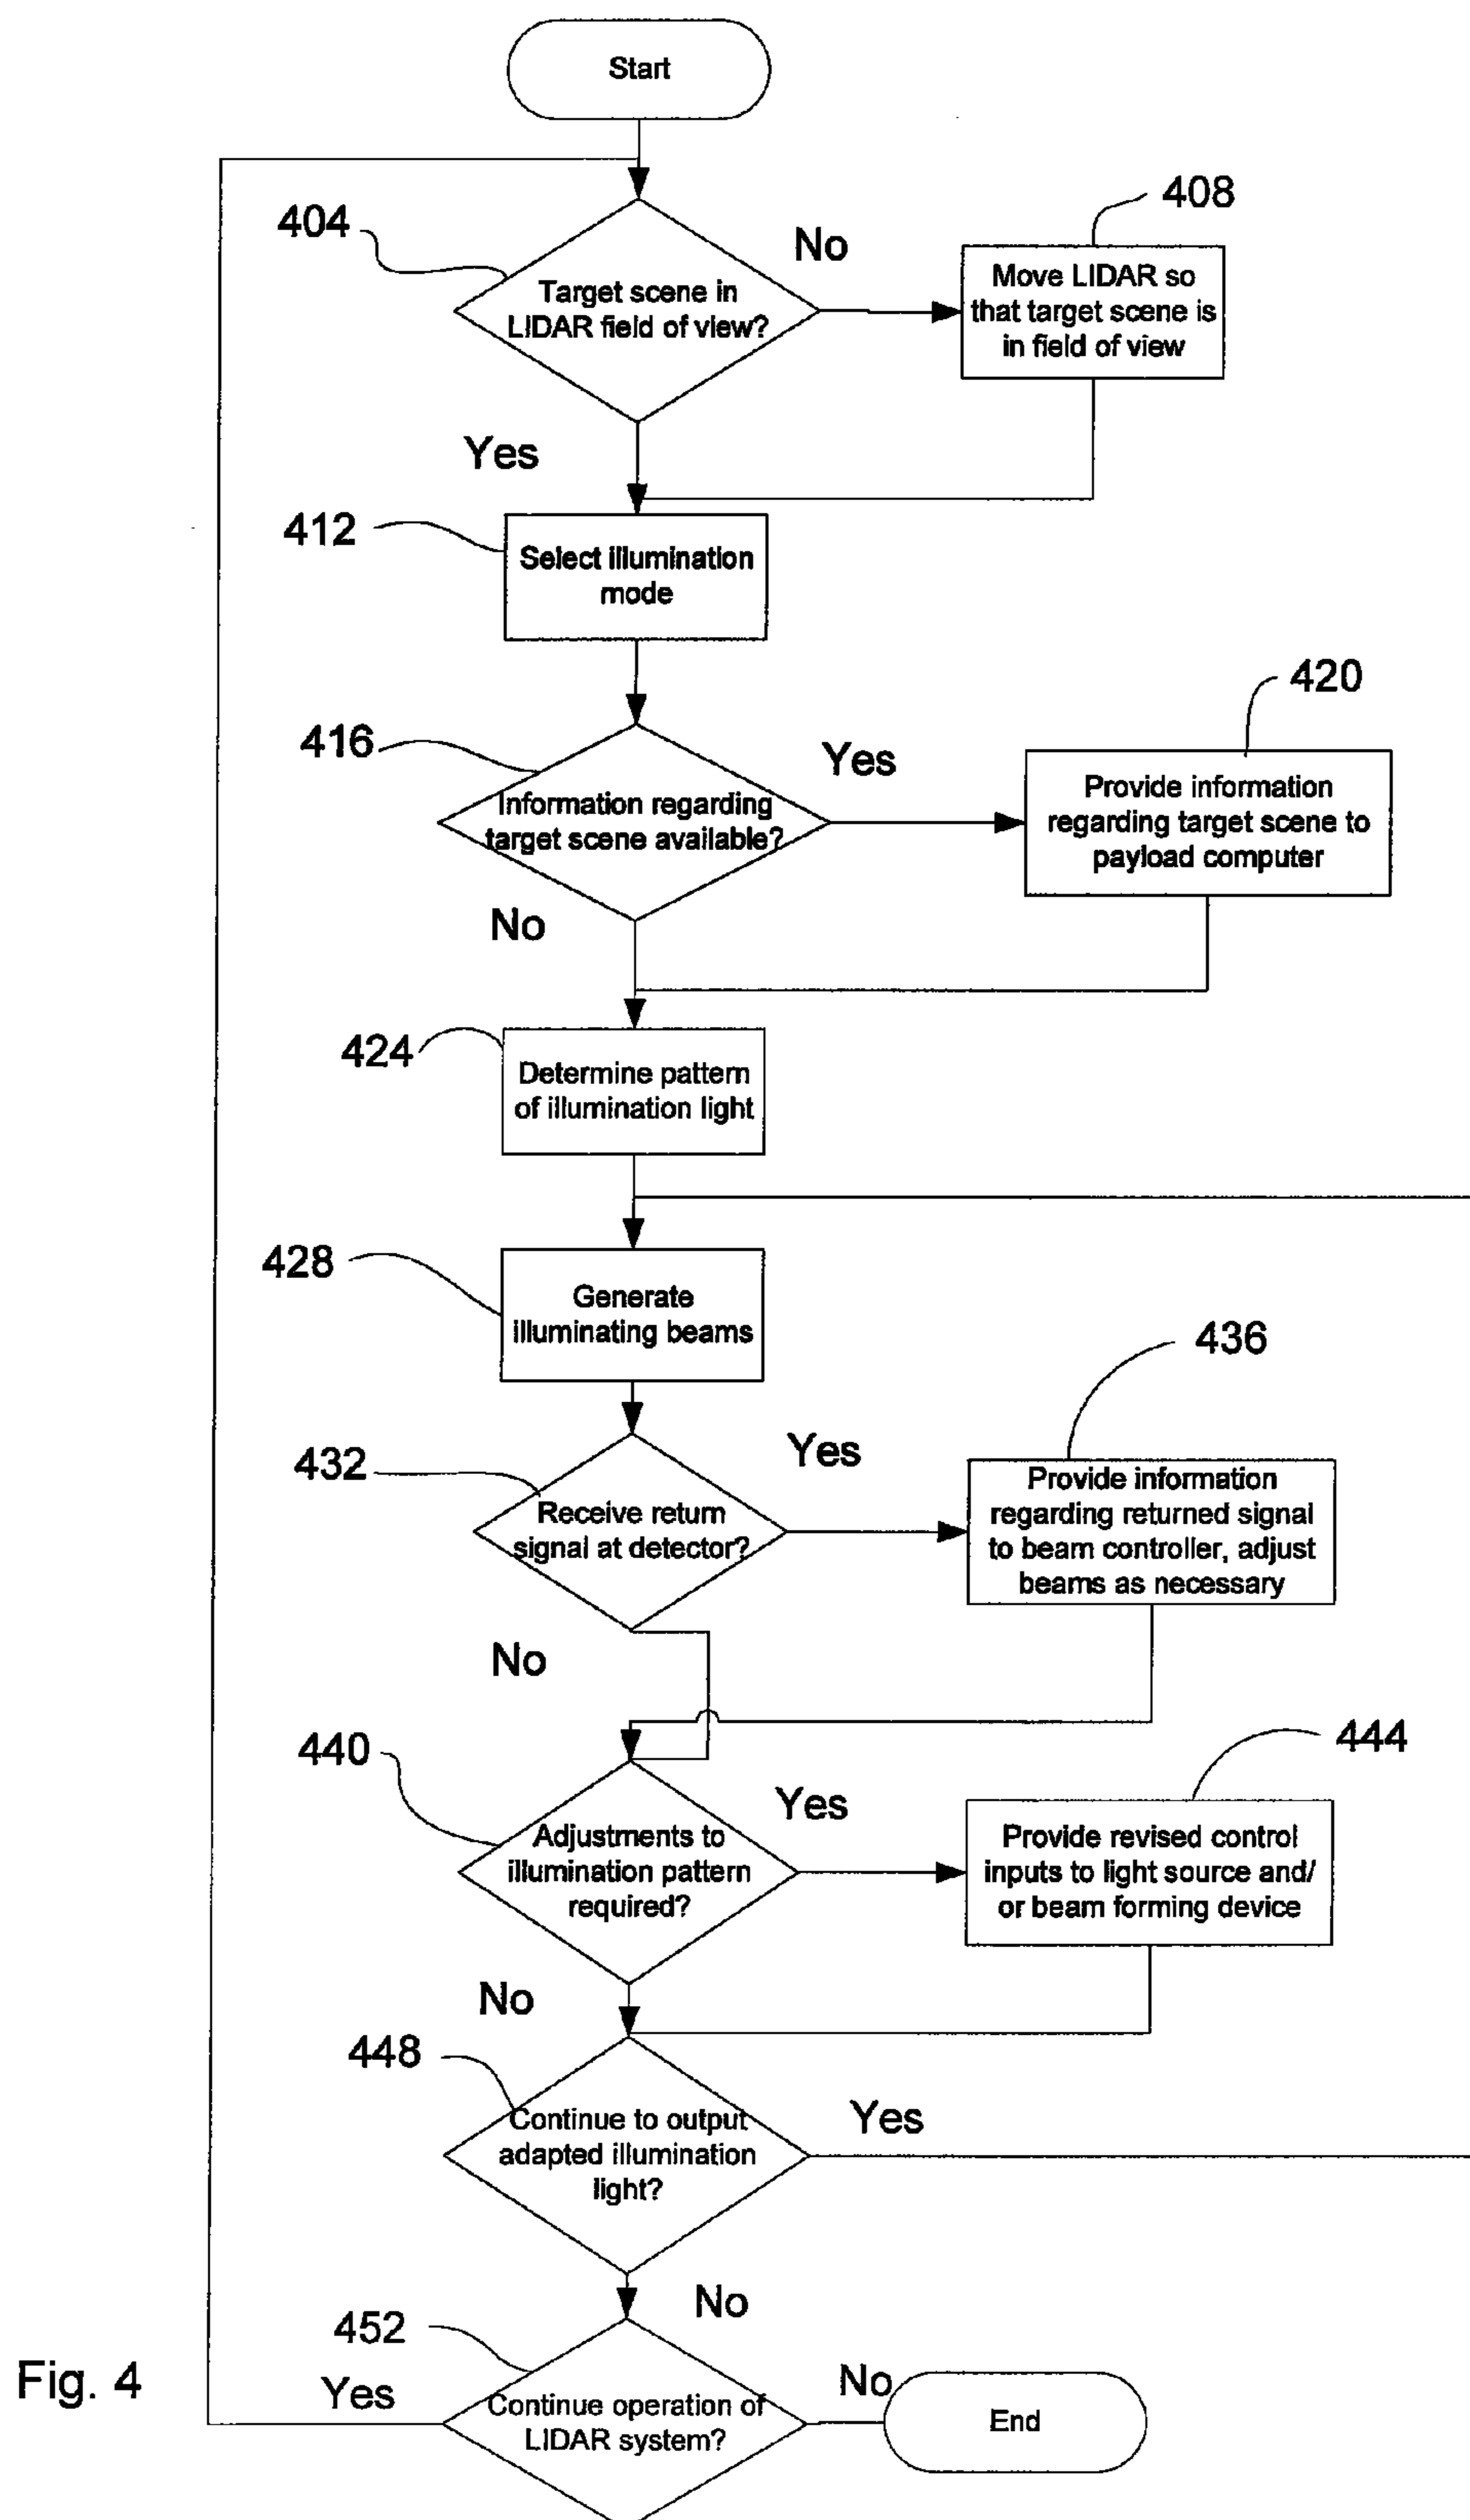 Start
404
Target scene in
LIDAR field of view?
No
408
Move LIDAR so
that target scene is
in field of view
Yes
412
Select illumination
mode
416
Information regarding
target scene available?
Yes
420
Provide information
regarding target scene to
payload computer
No
424
Determine pattern
of illumination light
428
Generate
illuminating beams
432
Receive return
signal at detector?
Yes
436
Provide information
regarding returned signal
to beam controller, adjust
beams as necessary
No
440
Adjustments to
illumination pattern
required?
Yes
444
Provide revised control
inputs to light source and/
or beam forming device
No
448
Continue to output
adapted illumination
light?
Yes
No
452
Continue operation of
LIDAR system?
Yes
No
End
Fig. 4